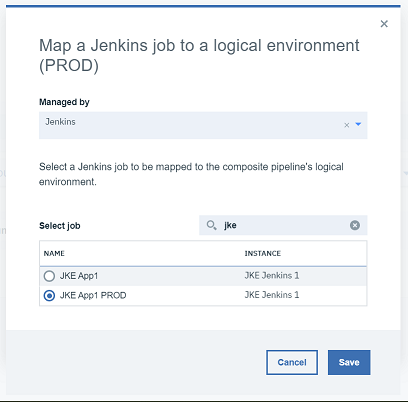 Map a Jenkins job to a logical environment
(PROD)
Managed by
Jenkins
Select a Jenkins job to be mapped to the composite pipeline's logical
environment.
Select job
jke
NAME INSTANCE
JKE App1 JKE Jenkins 1
JKE App1 PROD JKE Jenkins 1
Cancel Save